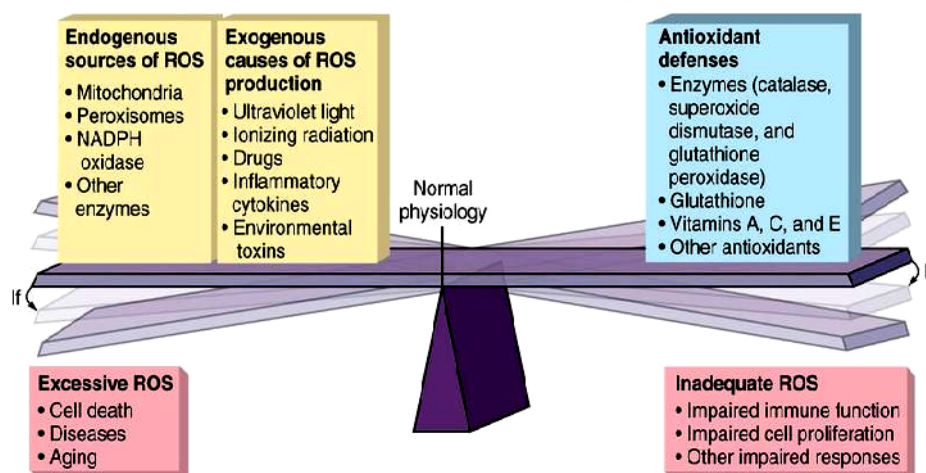 Endogenous
sources of ROS
• Mitochondria
• Peroxisomes
• NADPH
oxidase
• Other
enzymes
Exogenous
causes of ROS
production
• Ultraviolet light
• Ionizing radiation
• Drugs
• Inflammatory
cytokines
• Environmental
toxins
Normal
physiology
Antioxidant
defenses
• Enzymes (catalase,
superoxide
dismutase, and
glutathione
peroxidase)
• Glutathione
• Vitamins A, C, and E
• Other antioxidants
If
Excessive ROS
• Cell death
• Diseases
• Aging
Inadequate ROS
• Impaired immune function
• Impaired cell proliferation
• Other impaired responses